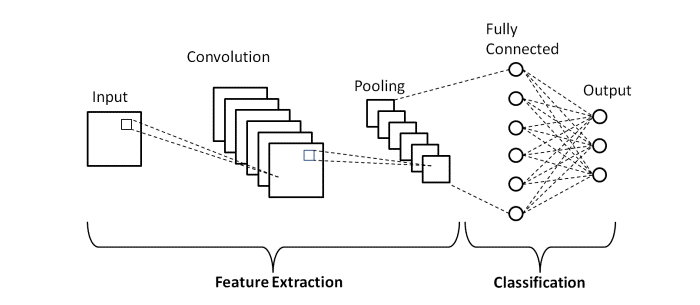 Fully
Connected
Convolution
Pooling
Output
Input
Feature Extraction
Classification